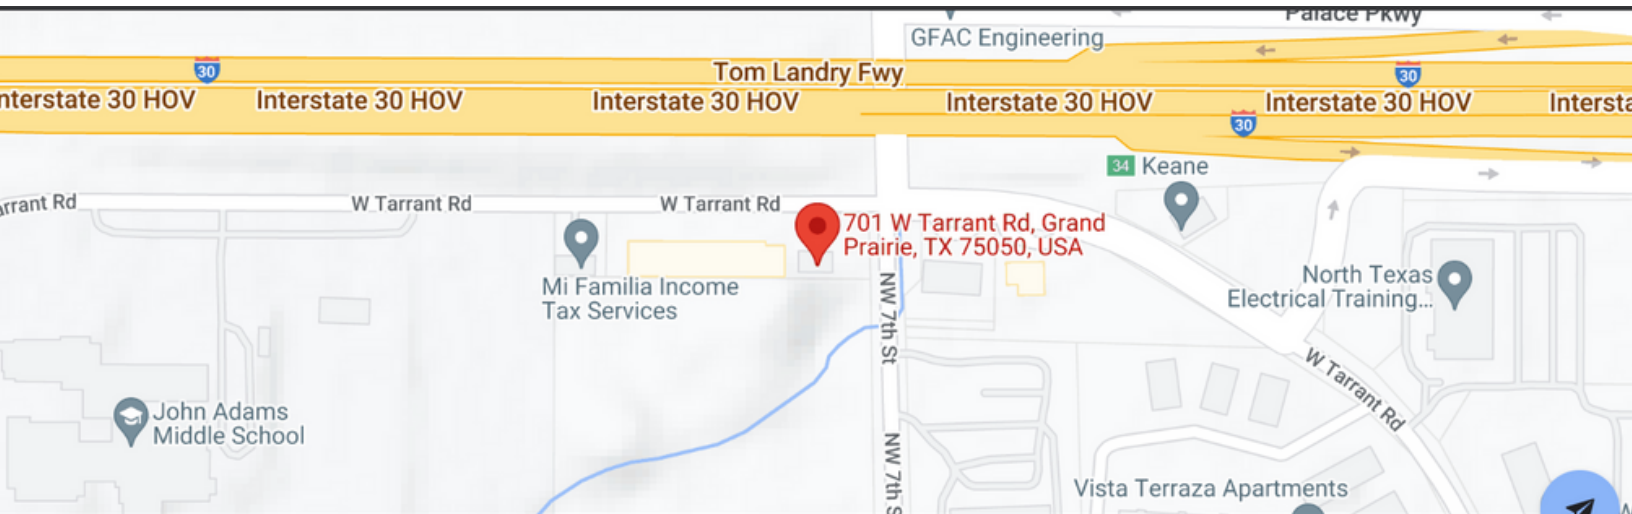 Palace Pkwy
GFAC Engineering
30
Tom Landry Fwy
30
nterstate 30 HOV
Interstate 30 HOV
Interstate 30 HOV
Interstate 30 HOV
Interstate 30 HOV
Intersta
30
34 Keane
arrant Rd
W Tarrant Rd
W Tarrant Rd
701 W Tarrant Rd, Grand
Prairie, TX 75050, USA
Mi Familia Income
Tax Services
NW 7th St
North Texas
Electrical Training...
W Tarrant Rd
John Adams
Middle School
NW 7th S
Vista Terraza Apartments